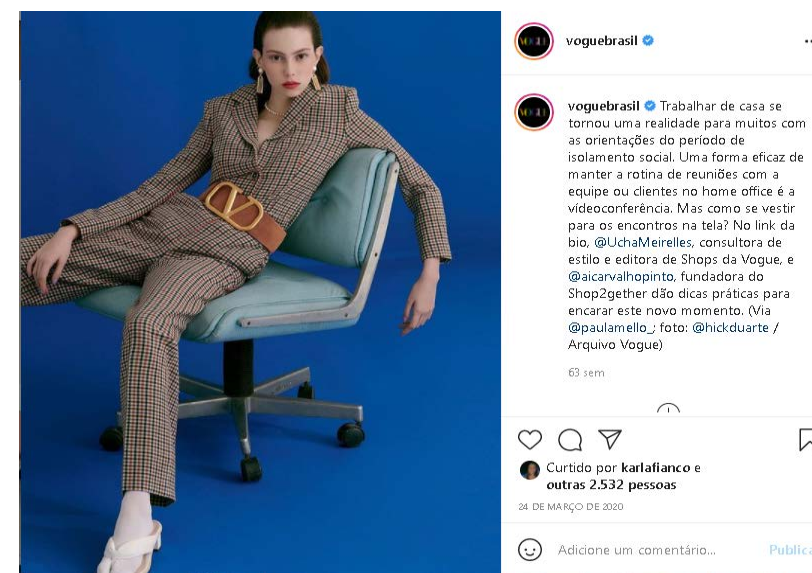 voguebrasil
voguebrasil Trabalhar de casa se
tornou uma realidade para muitos com
as orientações do período de
isolamento social. Uma forma eficaz de
manter a rotina de reuniões com a
equipe ou clientes no home office é a
vídeoconferência. Mas como se vestir
para os encontros na tela? No link da
bio, @UchaMeirelles, consultora de
estilo e editora de Shops da Vogue, e
@aicarvalhopinto, fundadora do
Shop2gether dão dicas práticas para
encarar este novo momento. (Via
@paulamello_; foto: @hickduarte /
Arquivo Vogue)
63 sem
Curtido por karlafianco e
outras 2.532 pessoas
24 DE MARÇO DE 2020
Adicione um comentário...